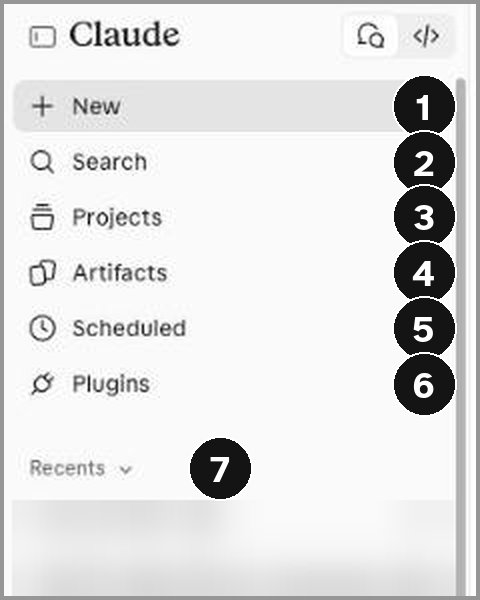 Claude </>
New 1
Search 2
Projects 3
Artifacts 4
Scheduled 5
Plugins 6
Recents 7